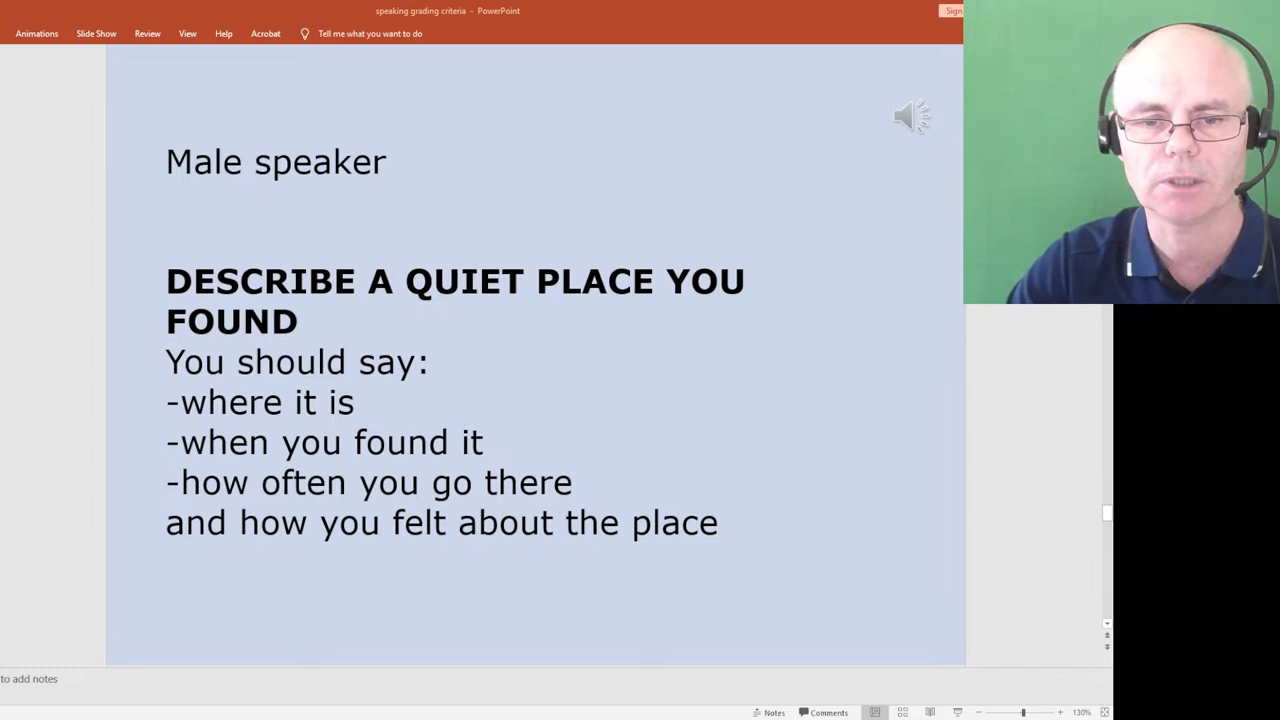 speaking grading criteria - PowerPoint
Sign
Animations Slide Show Review View Help Acrobat Tell me what you want to do
Male speaker
DESCRIBE A QUIET PLACE YOU
FOUND
You should say:
-where it is
-when you found it
-how often you go there
and how you felt about the place
to add notes
Notes Comments 130%